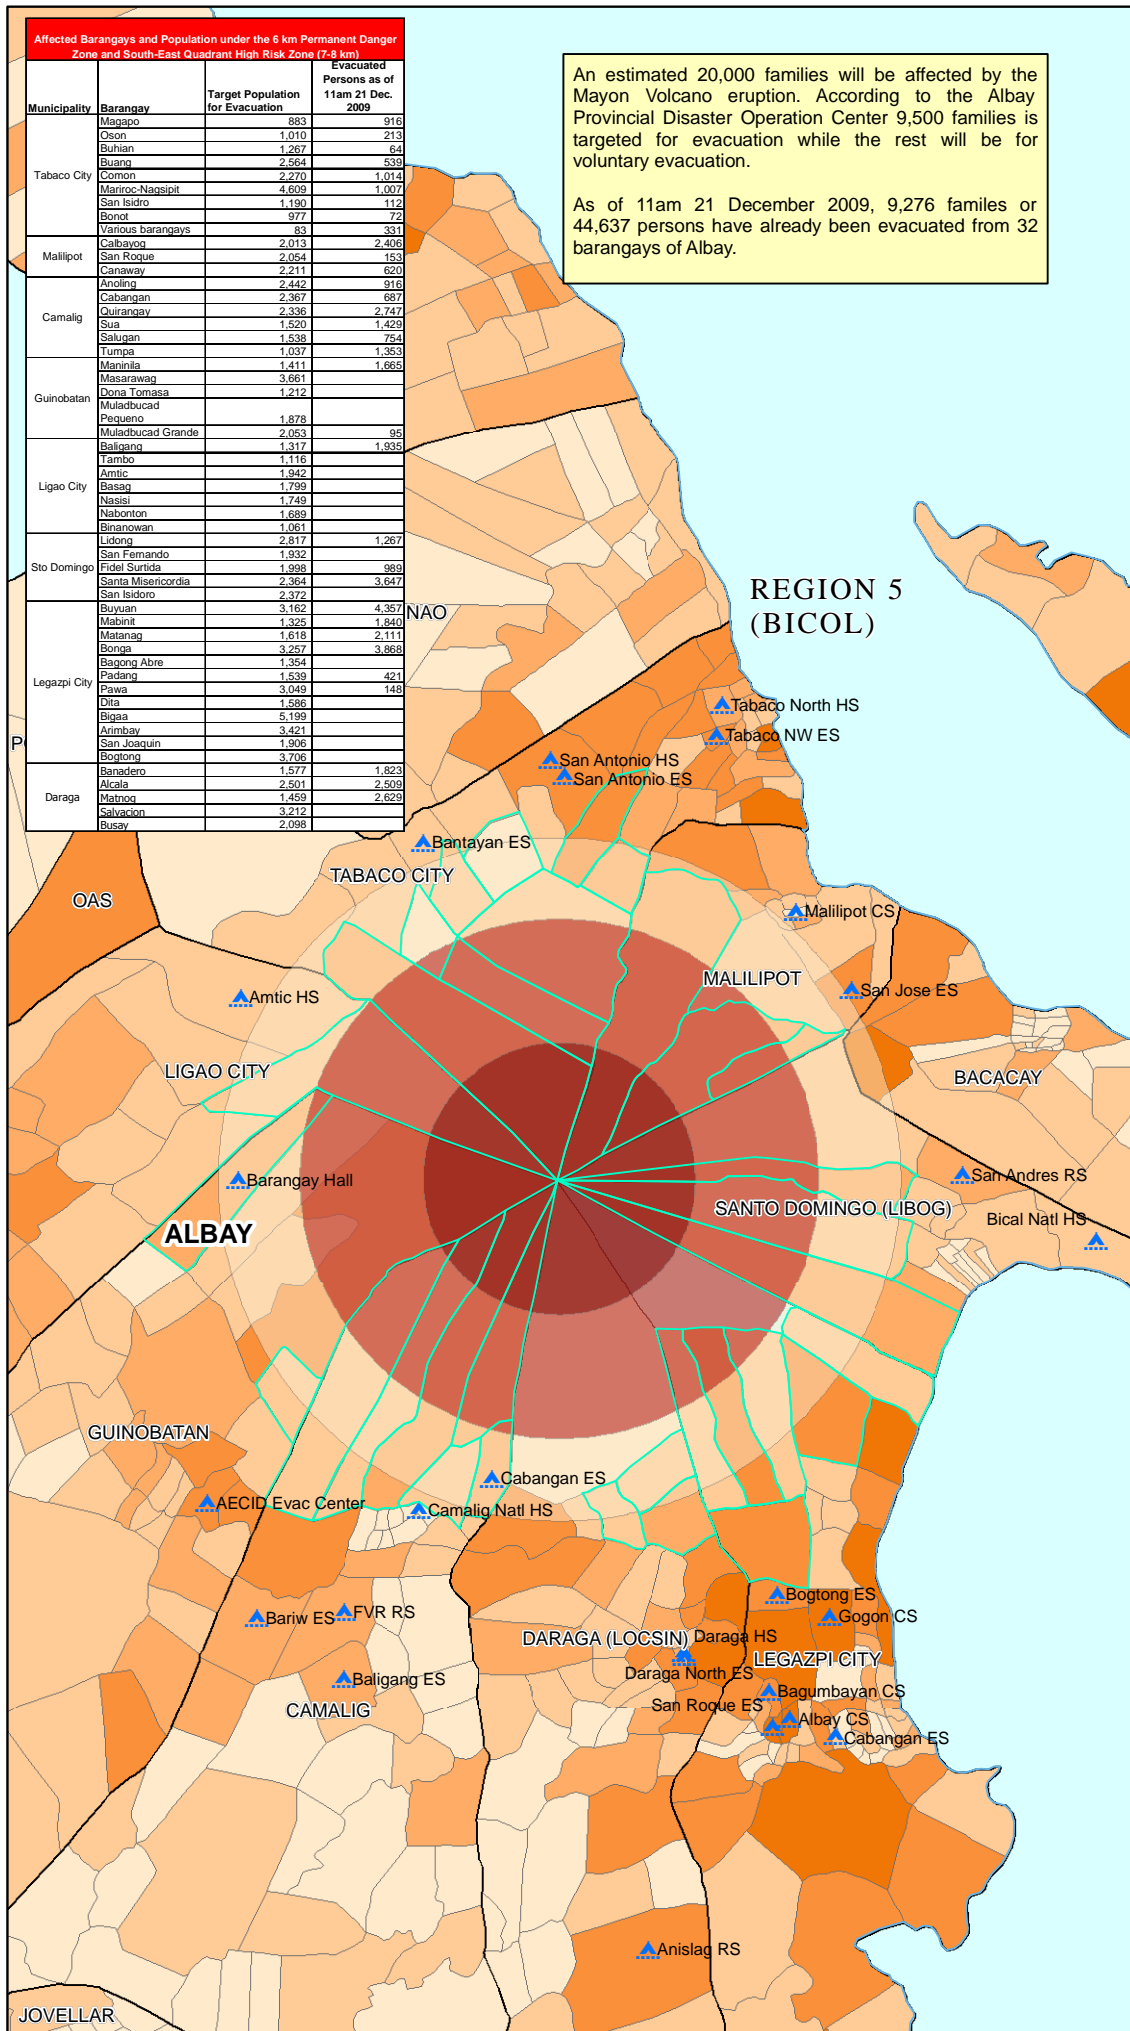 Affected Barangays and Population under the 6 km Permanent Danger
Zone and South-East Quadrant High Risk Zone (7-8 km)
Municipality Barangay Target Population for Evacuation Evacuated Persons as of 11am 21 Dec. 2009
Tabaco City
Magapo 883 916
Oson 1,010 213
Buhian 1,267 64
Buang 2,564 539
Comon 2,270 1,014
Mariroc-Nagsipit 4,609 1,007
San Isidro 1,190 112
Bonot 977 72
Various barangays 83 331
Malilipot
Calbayog 2,013 2,406
San Roque 2,054 153
Canaway 2,211 620
Camalig
Anoling 2,442 916
Cabangan 2,367 687
Quirangay 2,336 2,747
Sua 1,520 1,429
Salugan 1,538 754
Tumpa 1,037 1,353
Guinobatan
Maninila 1,411 1,665
Masarawag 3,661
Dona Tomasa 1,212
Muladbucad
Pequeno 1,878
Muladbucad Grande 2,053 95
Ligao City
Baligang 1,317 1,935
Tambo 1,116
Amtic 1,942
Basag 1,799
Nasisi 1,749
Nabonton 1,689
Binanowan 1,061
Sto Domingo
Lidong 2,817 1,267
San Fernando 1,932
Fidel Surtida 1,998 989
Santa Misericordia 2,364 3,647
San Isidoro 2,372
Legazpi City
Buyuan 3,162 4,357
Mabinit 1,325 1,840
Matanag 1,618 2,111
Bonga 3,257 3,868
Bagong Abre 1,354
Padang 1,539 421
Pawa 3,049 148
Dita 1,586
Bigaa 5,199
Arimbay 3,421
San Joaquin 1,906
Bogtong 3,706
Daraga
Banadero 1,577 1,823
Alcala 2,501 2,509
Matnog 1,459 2,629
Salvacion 3,212
Busay 2,098
An estimated 20,000 families will be affected by the
Mayon Volcano eruption. According to the Albay
Provincial Disaster Operation Center 9,500 families is
targeted for evacuation while the rest will be for
voluntary evacuation.
As of 11am 21 December 2009, 9,276 familes or
44,637 persons have already been evacuated from 32
barangays of Albay.
REGION 5
(BICOL)
NAO
Tabaco North HS
Tabaco NW ES
San Antonio HS
San Antonio ES
Bantayan ES
TABACO CITY
OAS
Malilipot CS
MALILIPOT
San Jose ES
Amtic HS
LIGAO CITY
BACACAY
Barangay Hall
San Andres RS
SANTO DOMINGO (LIBOG)
Bical Natl HS
ALBAY
GUINOBATAN
Cabangan ES
AECID Evac Center
Camalig Natl HS
Bogtong ES
Bariw ES
FVR RS
Gogon CS
DARAGA (LOCSIN)
Daraga HS
LEGAZPI CITY
Daraga North ES
Baligang ES
Bagumbayan CS
San Roque ES
CAMALIG
Albay CS
Cabangan ES
Anislag RS
JOVELLAR